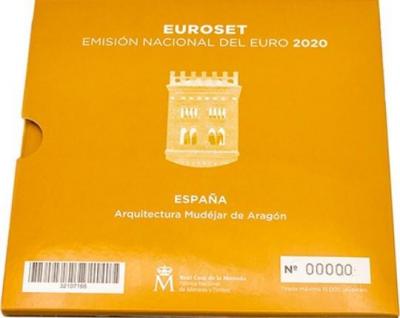 EUROSET
EMISIÓN NACIONAL DEL EURO 2020
ESPAÑA
Arquitectura Mudéjar de Aragón
Real Casa de la Moneda
Fábrica Nacional
de Moneda y Timbre
Nº 00000
32107166